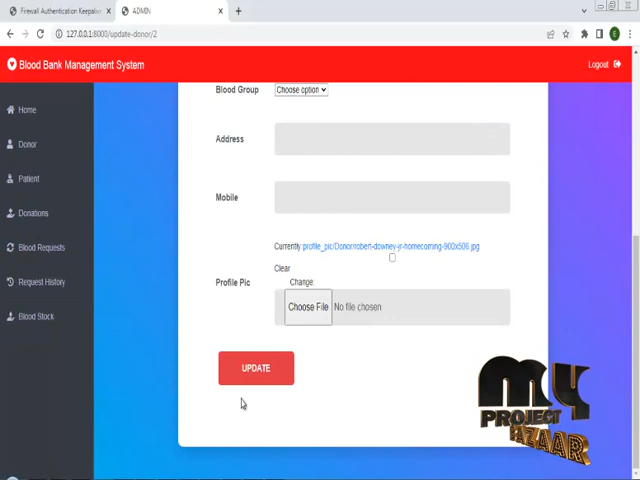 Firewall Authentication Keepaliv
ADMIN
127.0.0.1:8000/update-donor/2
E
Blood Bank Management System
Logout
Home
Donor
Patient
Donations
Blood Requests
Request History
Blood Stock
Blood Group
Choose option
Address
Mobile
Currently: profile_pic/Donor/robert-downey-jr-homecoming-900x506.jpg
Clear
Change:
Profile Pic
Choose File No file chosen
UPDATE
my
PROJECT
BAZAAR